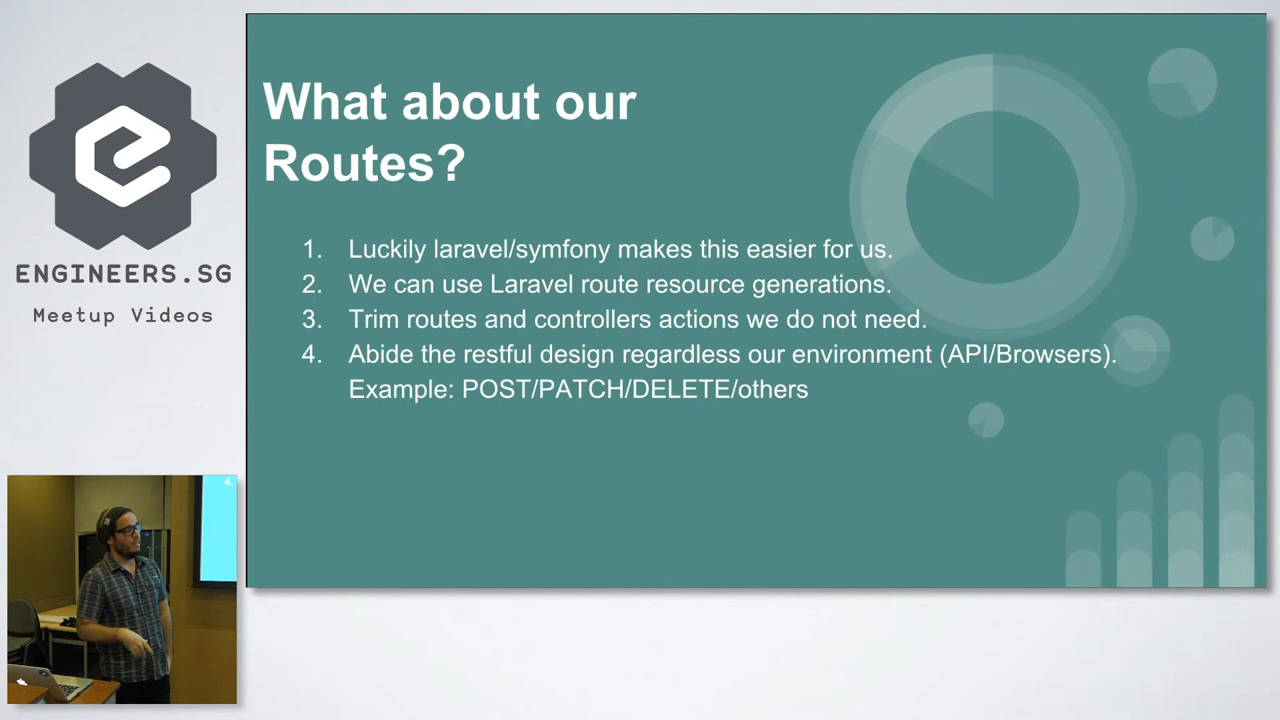 ENGINEERS.SG
Meetup Videos
What about our
Routes?
1. Luckily laravel/symfony makes this easier for us.
2. We can use Laravel route resource generations.
3. Trim routes and controllers actions we do not need.
4. Abide the restful design regardless our environment (API/Browsers).
Example: POST/PATCH/DELETE/others
4.